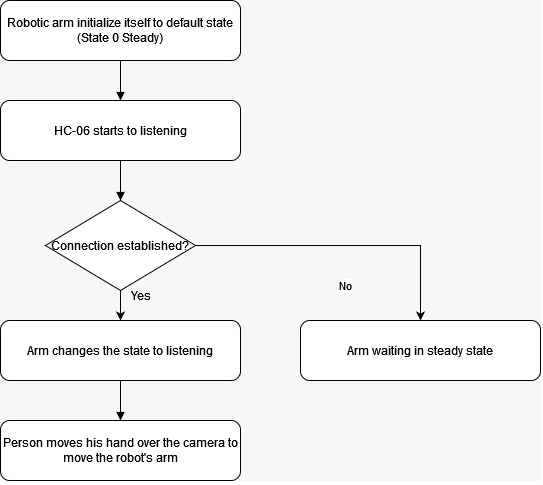 Robotic arm initialize itself to default state
(State 0 Steady)
HC-06 starts to listening
Connection established?
Yes
No
Arm changes the state to listening
Arm waiting in steady state
Person moves his hand over the camera to
move the robot's arm